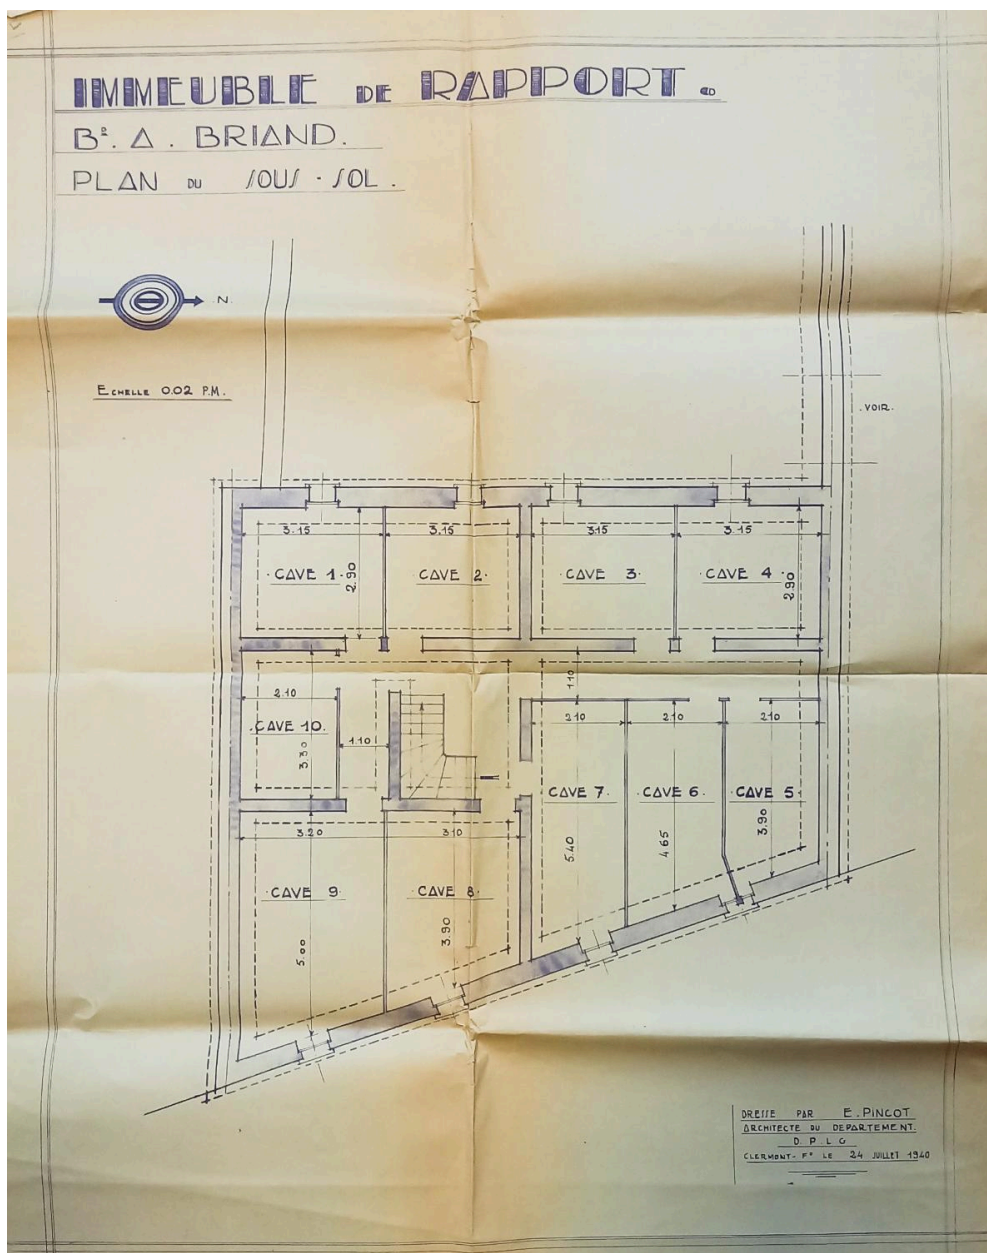 IMMEUBLE DE RAPPORT.
Bᵈ. A. BRIAND.
PLAN DU SOUS-SOL.
.N.
ECHELLE 0.02 P.M.
.VOIR.
3.15 3.15 3.15 3.15
.CAVE 1. .CAVE 2. .CAVE 3. .CAVE 4.
2.90 2.90
2.10 1.10
.CAVE 10. 1.10 2.10 2.10 2.10
3.30
.CAVE 7. .CAVE 6. .CAVE 5.
3.20 3.10 5.40 4.65 3.90
.CAVE 9. .CAVE 8.
5.00 3.90
DRESSE PAR E. PINCOT
ARCHITECTE DU DEPARTEMENT.
D. P. L G
CLERMONT-Fᵈ LE 24 JUILLET 1940